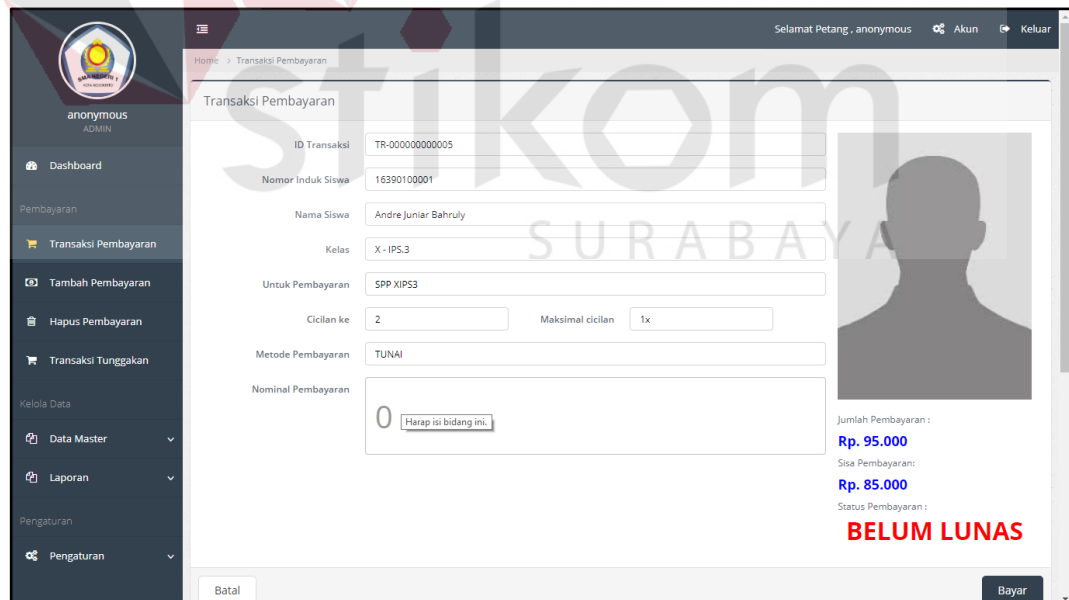 Selamat Petang , anonymous Akun Keluar
Home > Transaksi Pembayaran
SMA NEGERI 1
anonymous
ADMIN
Dashboard
Pembayaran
Transaksi Pembayaran
Tambah Pembayaran
Hapus Pembayaran
Transaksi Tunggakan
Kelola Data
Data Master
Laporan
Pengaturan
Pengaturan
Transaksi Pembayaran
ID Transaksi TR-000000000005
Nomor Induk Siswa 16390100001
Nama Siswa Andre Juniar Bahruly
Kelas X - IPS.3
Untuk Pembayaran SPP XIPS3
Cicilan ke 2 Maksimal cicilan 1x
Metode Pembayaran TUNAI
Nominal Pembayaran
0 Harap isi bidang ini.
Jumlah Pembayaran :
Rp. 95.000
Sisa Pembayaran:
Rp. 85.000
Status Pembayaran :
BELUM LUNAS
Batal Bayar
stikom
SURABAYA